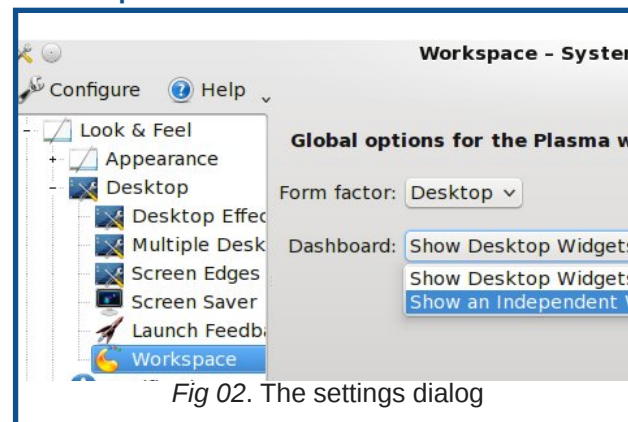 Workspace – System
Configure Help
Look & Feel
Global options for the Plasma w
Appearance
Desktop
Form factor: Desktop
Desktop Effec
Multiple Desk
Dashboard: Show Desktop Widgets
Screen Edges
Show Desktop Widgets
Screen Saver
Show an Independent W
Launch Feedba
Workspace
Fig 02. The settings dialog